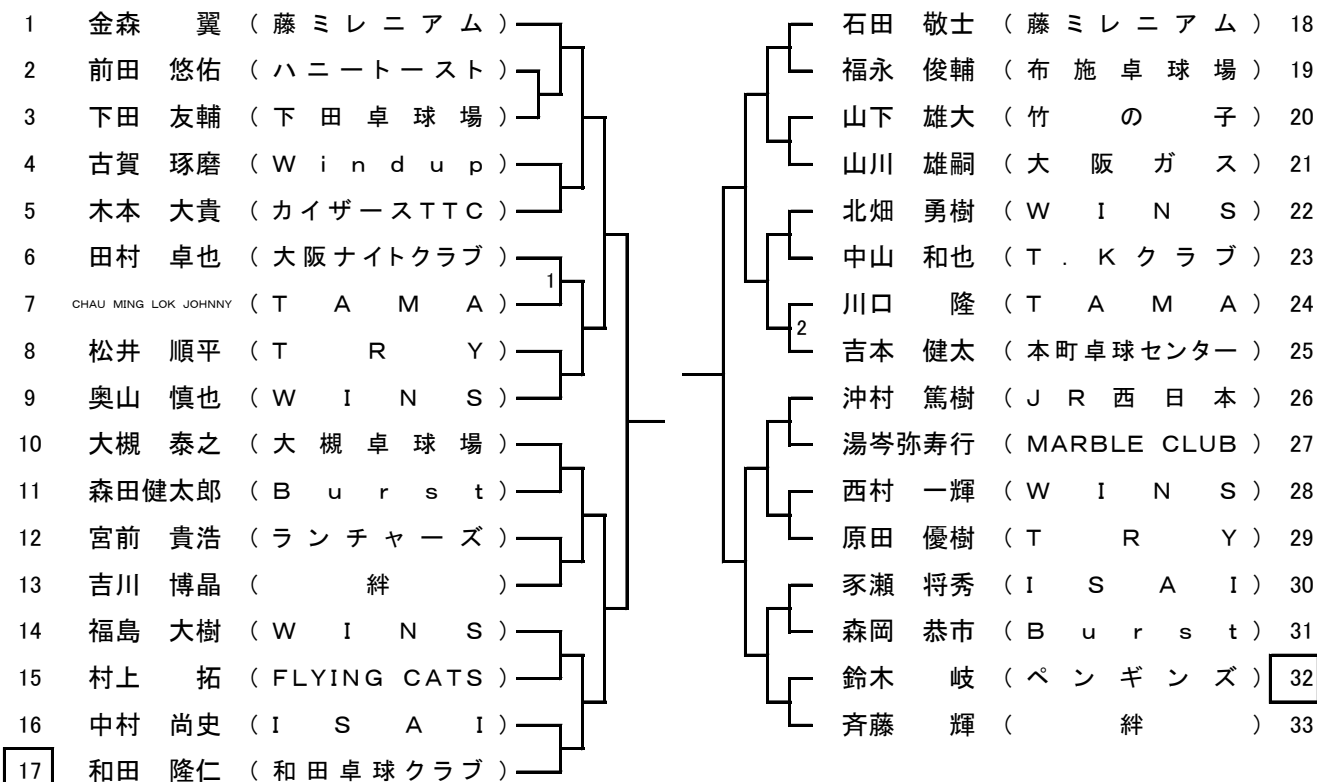 1 金森 翼 (藤ミレニアム)
2 前田 悠佑 (ハニートースト)
3 下田 友輔 (下田卓球場)
4 古賀 琢磨 (Windup)
5 木本 大貴 (カイザースTTC)
6 田村 卓也 (大阪ナイトクラブ)
1
7 CHAU MING LOK JOHNNY (TAMA)
8 松井 順平 (TRY)
9 奥山 慎也 (WINS)
10 大槻 泰之 (大槻卓球場)
11 森田健太郎 (Burst)
12 宮前 貴浩 (ランチャーズ)
13 吉川 博晶 (絆)
14 福島 大樹 (WINS)
15 村上 拓 (FLYING CATS)
16 中村 尚史 (ISAI)
17 和田 隆仁 (和田卓球クラブ)
石田 敬士 (藤ミレニアム) 18
福永 俊輔 (布施卓球場) 19
山下 雄大 (竹の子) 20
山川 雄嗣 (大阪ガス) 21
北畑 勇樹 (WINS) 22
中山 和也 (T.Kクラブ) 23
川口 隆 (TAMA) 24
2
吉本 健太 (本町卓球センター) 25
沖村 篤樹 (JR西日本) 26
湯岑弥寿行 (MARBLE CLUB) 27
西村 一輝 (WINS) 28
原田 優樹 (TRY) 29
豕瀬 将秀 (ISAI) 30
森岡 恭市 (Burst) 31
鈴木 岐 (ペンギンズ) 32
斉藤 輝 (絆) 33